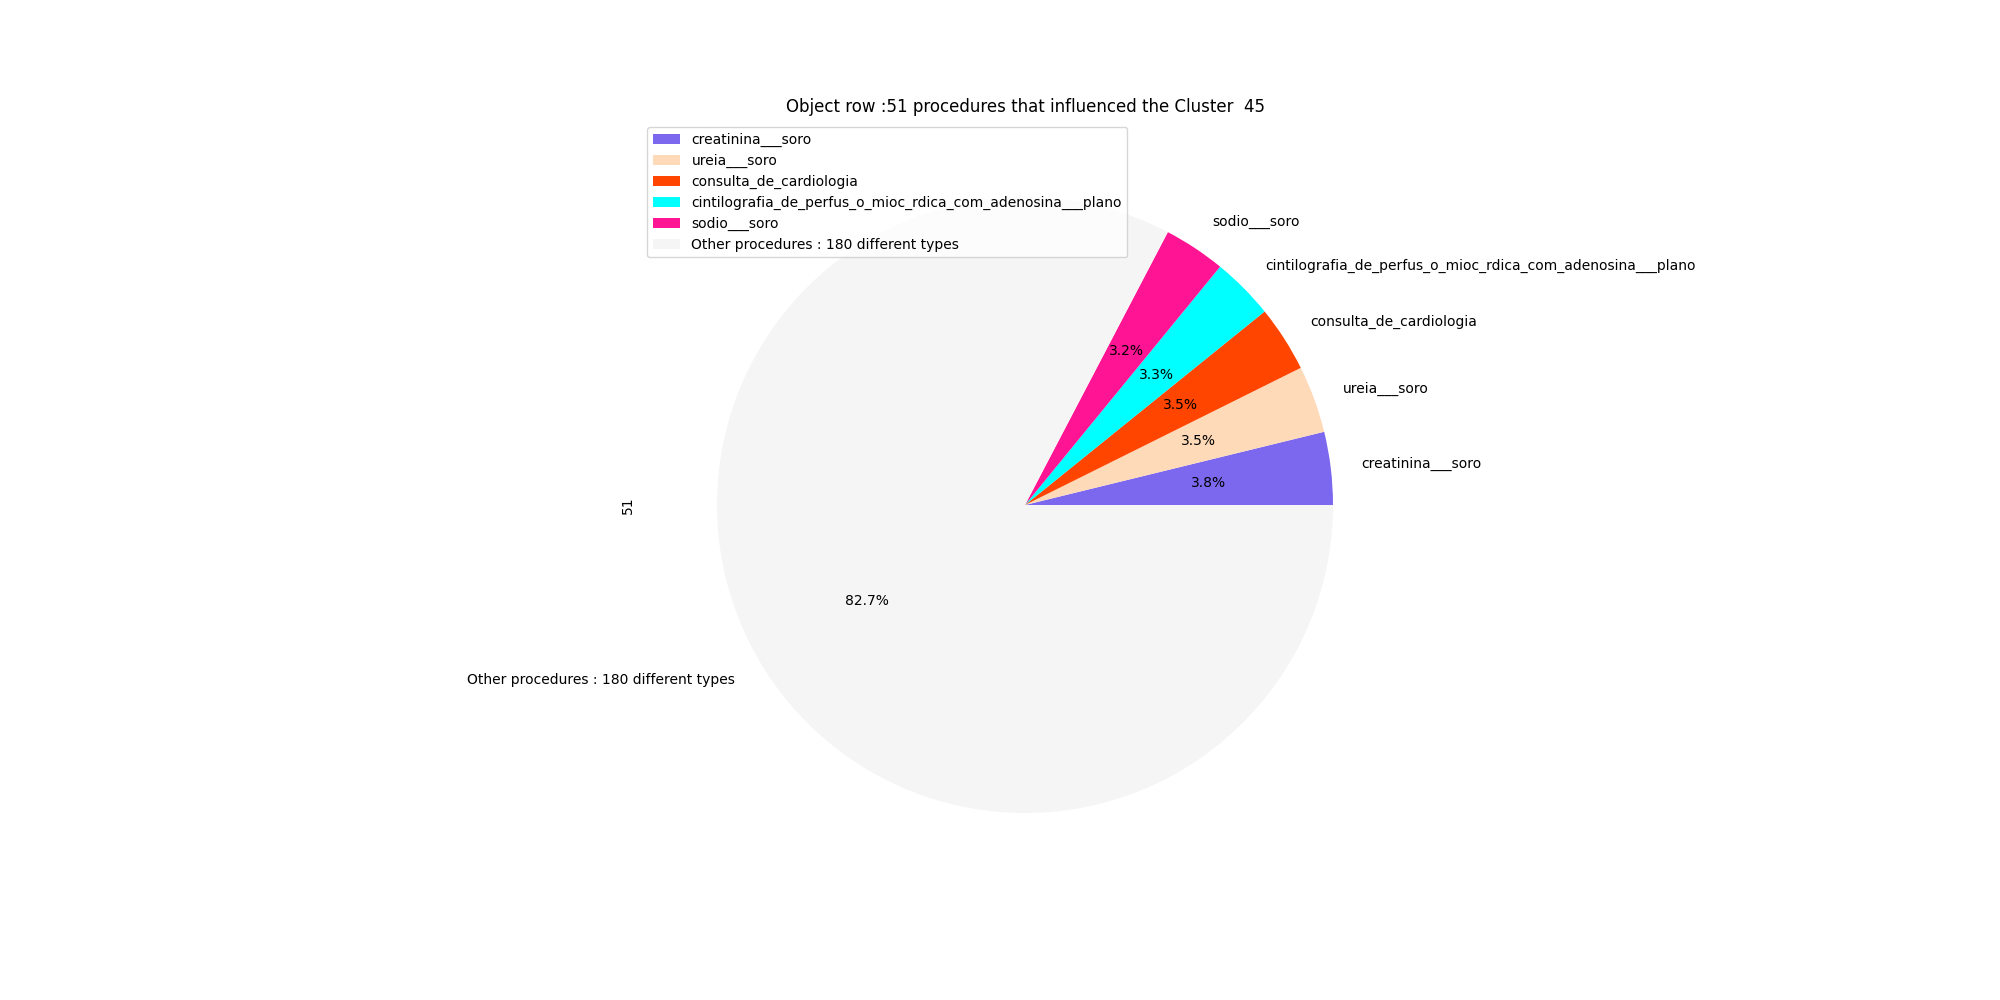 Object row :51 procedures that influenced the Cluster  45
creatinina___soro
ureia___soro
consulta_de_cardiologia
cintilografia_de_perfus_o_mioc_rdica_com_adenosina___plano
sodio___soro
Other procedures : 180 different types
sodio___soro
cintilografia_de_perfus_o_mioc_rdica_com_adenosina___plano
consulta_de_cardiologia
ureia___soro
creatinina___soro
3.2%
3.3%
3.5%
3.5%
3.8%
51
82.7%
Other procedures : 180 different types